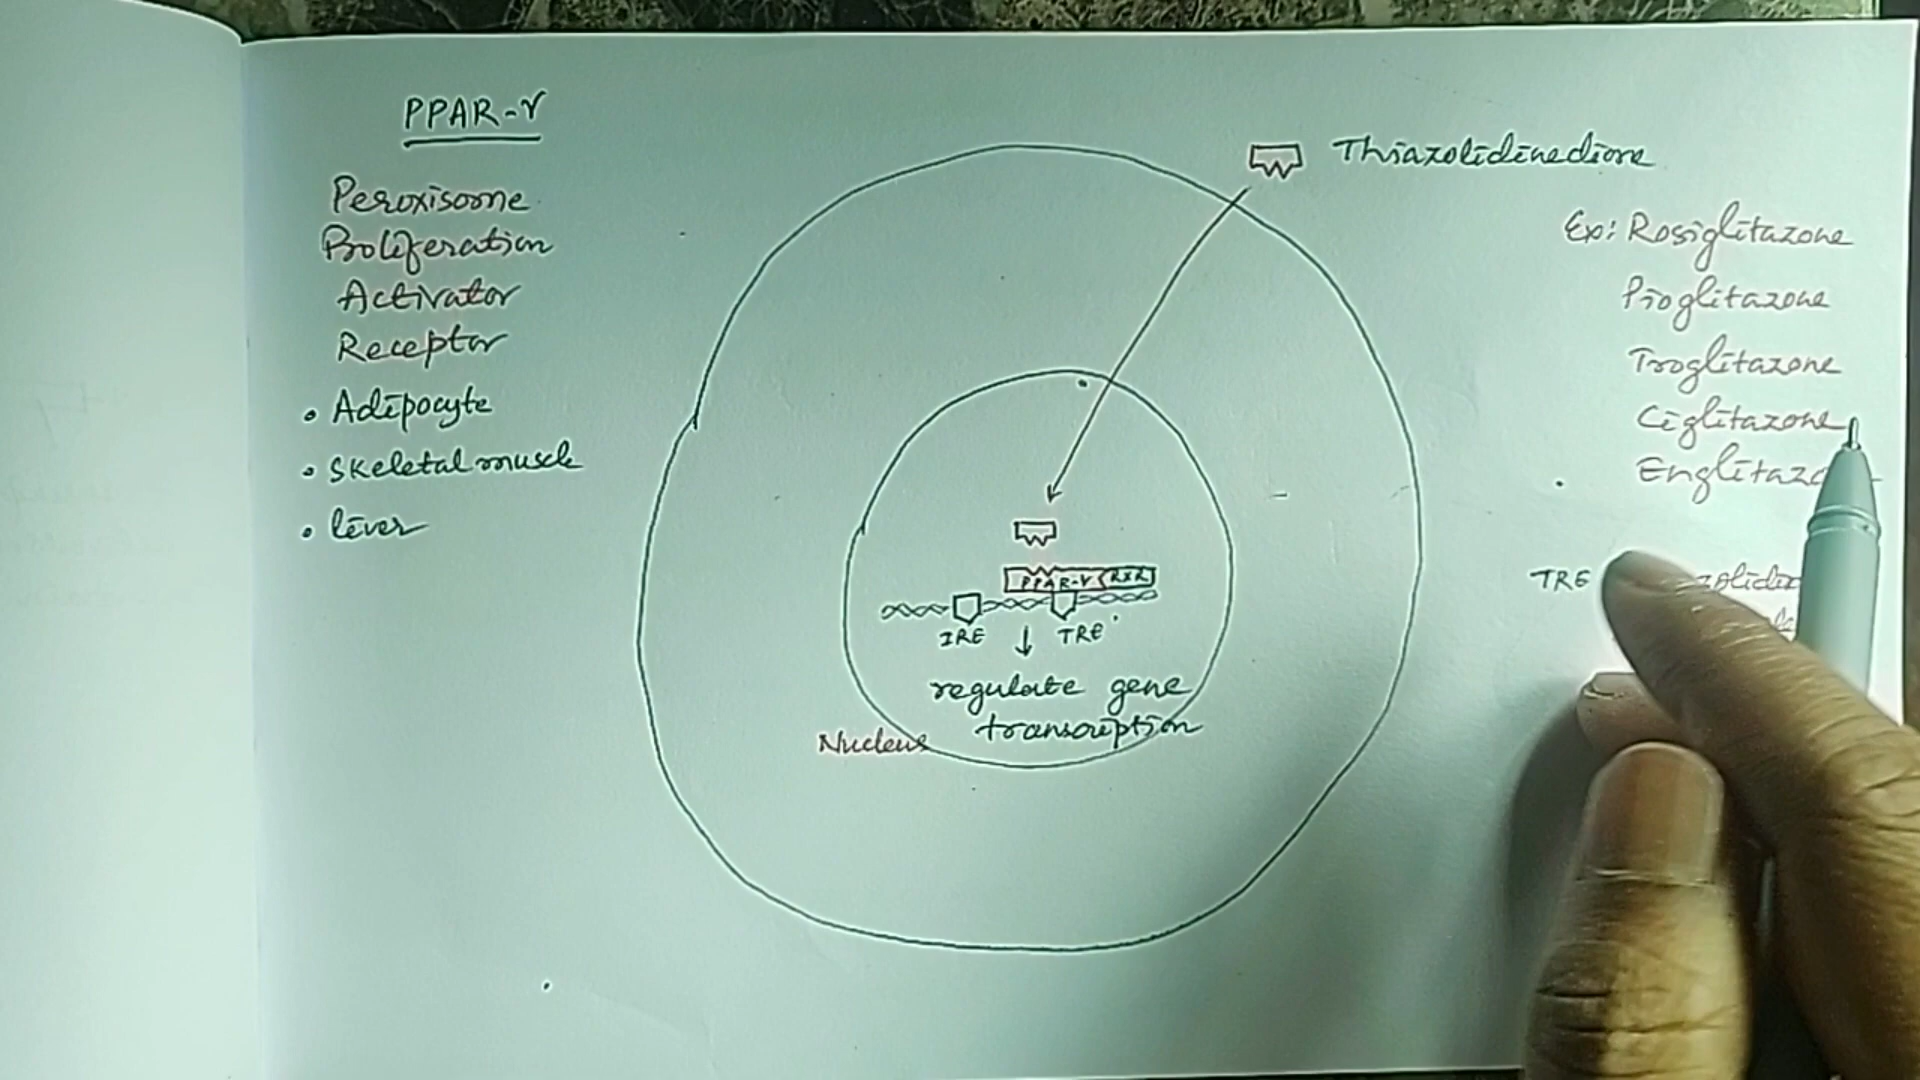 PPAR-γ
Peroxisome
Proliferation
Activator
Receptor
• Adipocyte
• Skeletal muscle
• liver
Thiazolidinedione
Ex: Rosiglitazone
Pioglitazone
Troglitazone
Ciglitazone
TRE
PPAR-γ RXR
IRE TRE
regulate gene
transcription
Nucleus